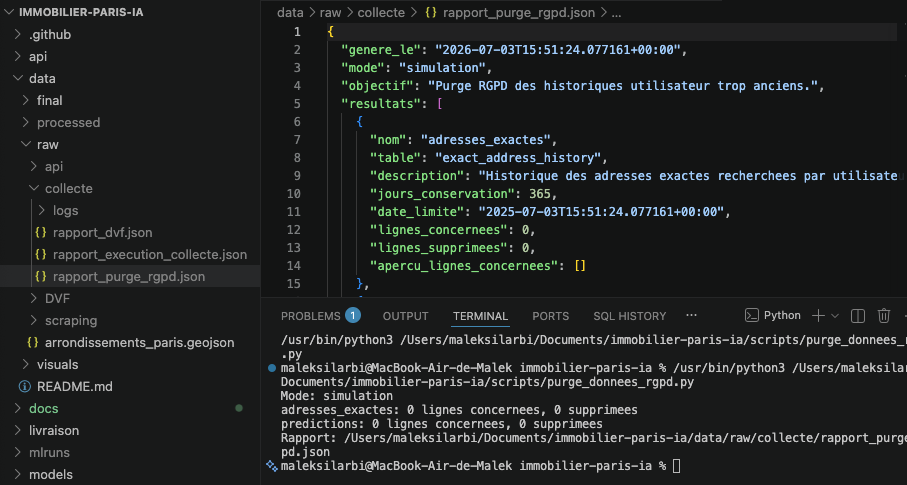 IMMOBILIER-PARIS-IA
.github
api
data
final
processed
raw
api
collecte
logs
{} rapport_dvf.json
{} rapport_execution_collecte.json
{} rapport_purge_rgpd.json
DVF
scraping
{} arrondissements_paris.geojson
visuals
README.md
docs
livraison
mlruns
models
data > raw > collecte > {} rapport_purge_rgpd.json > ...
1 {
2 "genere_le": "2026-07-03T15:51:24.077161+00:00",
3 "mode": "simulation",
4 "objectif": "Purge RGPD des historiques utilisateur trop anciens.",
5 "resultats": [
6 {
7 "nom": "adresses_exactes",
8 "table": "exact_address_history",
9 "description": "Historique des adresses exactes recherchees par utilisate
10 "jours_conservation": 365,
11 "date_limite": "2025-07-03T15:51:24.077161+00:00",
12 "lignes_concernees": 0,
13 "lignes_supprimees": 0,
14 "apercu_lignes_concernees": []
15 },
PROBLEMS 1 OUTPUT TERMINAL PORTS SQL HISTORY ... Python
/usr/bin/python3 /Users/maleksilarbi/Documents/immobilier-paris-ia/scripts/purge_donnees_r
.py
maleksilarbi@MacBook-Air-de-Malek immobilier-paris-ia % /usr/bin/python3 /Users/maleksilar
Documents/immobilier-paris-ia/scripts/purge_donnees_rgpd.py
Mode: simulation
adresses_exactes: 0 lignes concernees, 0 supprimees
predictions: 0 lignes concernees, 0 supprimees
Rapport: /Users/maleksilarbi/Documents/immobilier-paris-ia/data/raw/collecte/rapport_purge
pd.json
maleksilarbi@MacBook-Air-de-Malek immobilier-paris-ia %